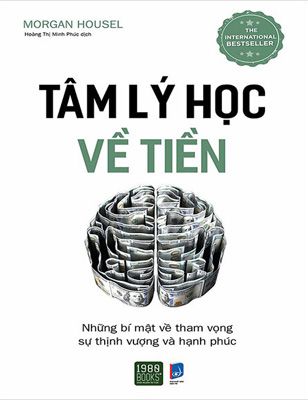 MORGAN HOUSEL
Hoàng Thị Minh Phúc dịch
THE
INTERNATIONAL
BESTSELLER
TÂM LÝ HỌC
VỀ TIỀN
Những bí mật về tham vọng
sự thịnh vượng và hạnh phúc
1980
BOOKS